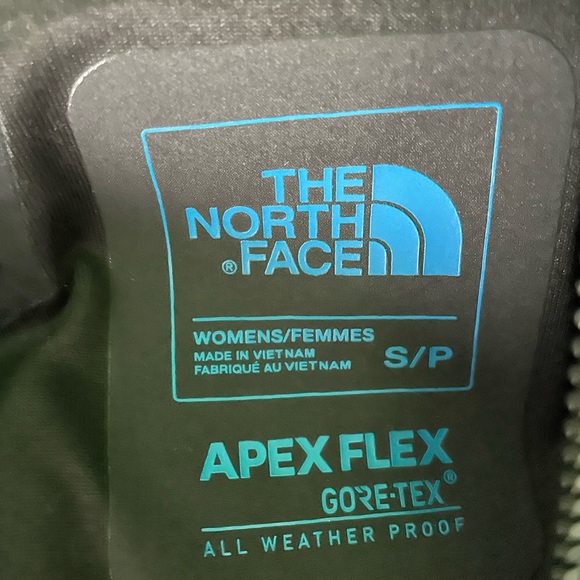 THE
NORTH
® FACE
WOMENS/FEMMES
MADE IN VIETNAM
FABRIQUÉ AU VIETNAM
S/P
APEX FLEX
GORE-TEX®
ALL WEATHER PROOF